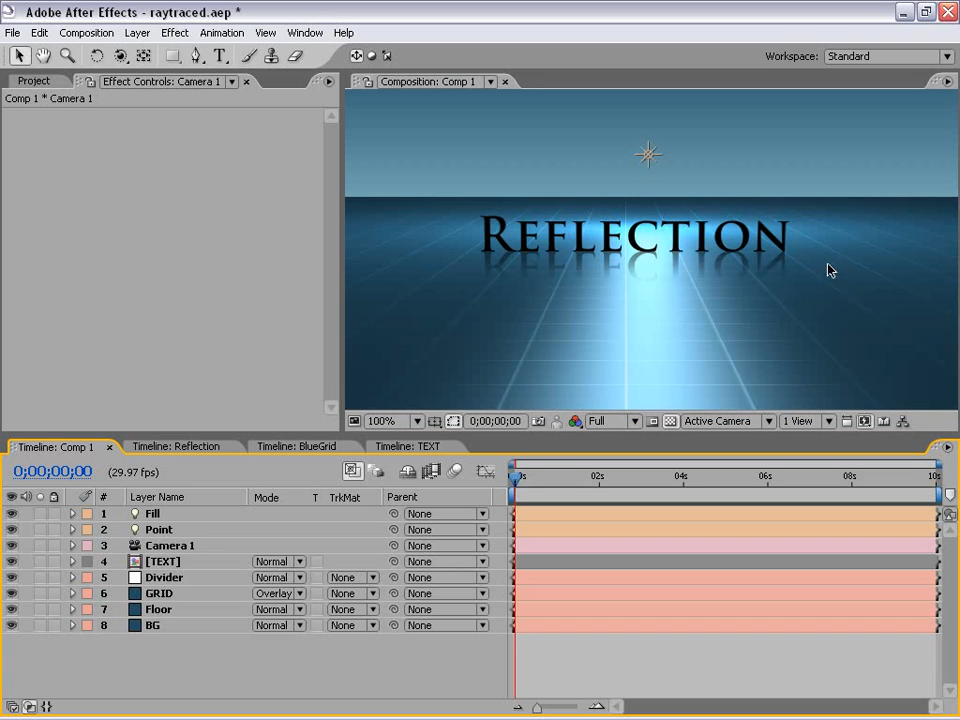 Adobe After Effects - raytraced.aep *
File Edit Composition Layer Effect Animation View Window Help
Workspace: Standard
Project Effect Controls: Camera 1
Composition: Comp 1
Comp 1 * Camera 1
REFLECTION
100% 0;00;00;00 Full Active Camera 1 View
Timeline: Comp 1 Timeline: Reflection Timeline: BlueGrid Timeline: TEXT
0;00;00;00 (29.97 fps)
0s 02s 04s 06s 08s 10s
# Layer Name Mode T TrkMat Parent
1 Fill None
2 Point None
3 Camera 1 None
4 [TEXT] Normal None
5 Divider Normal None None
6 GRID Overlay None None
7 Floor Normal None None
8 BG Normal None None